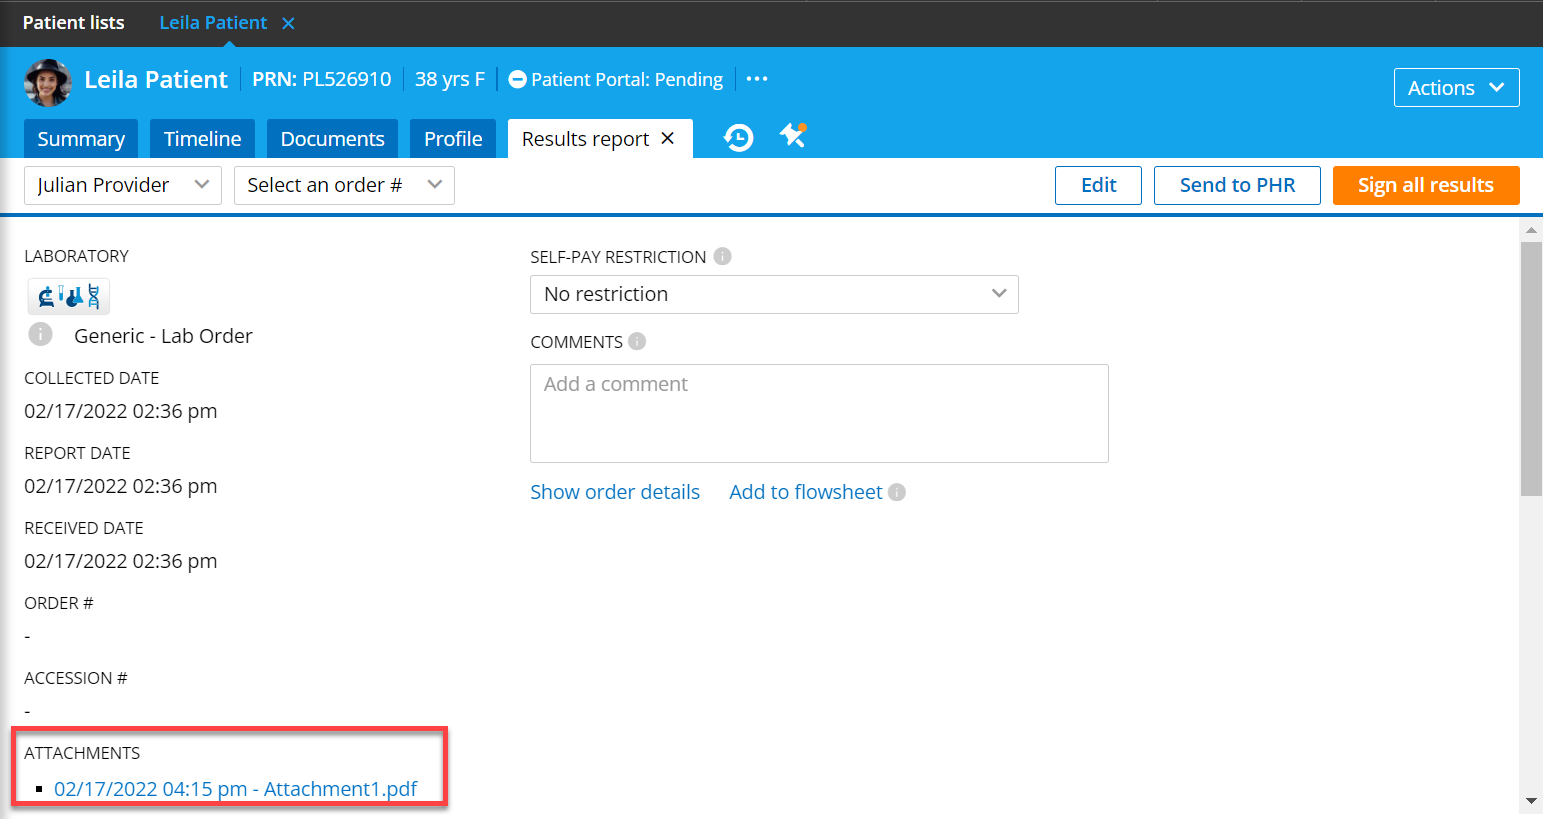 Patient lists Leila Patient
Leila Patient PRN: PL526910 38 yrs F Patient Portal: Pending
Actions
Summary Timeline Documents Profile Results report
Julian Provider Select an order # Edit Send to PHR Sign all results
LABORATORY
Generic - Lab Order
COLLECTED DATE
02/17/2022 02:36 pm
REPORT DATE
02/17/2022 02:36 pm
RECEIVED DATE
02/17/2022 02:36 pm
ORDER #
-
ACCESSION #
-
ATTACHMENTS
02/17/2022 04:15 pm - Attachment1.pdf
SELF-PAY RESTRICTION
No restriction
COMMENTS
Add a comment
Show order details Add to flowsheet